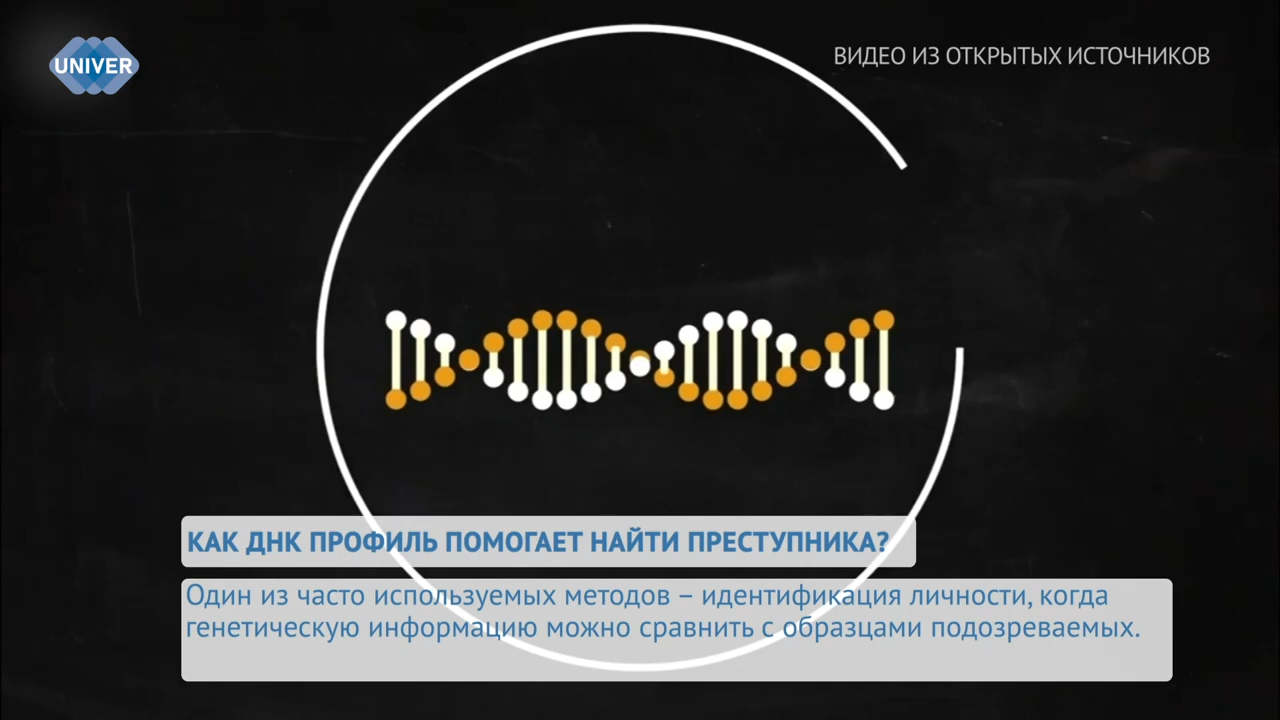 UNIVER
ВИДЕО ИЗ ОТКРЫТЫХ ИСТОЧНИКОВ
КАК ДНК ПРОФИЛЬ ПОМОГАЕТ НАЙТИ ПРЕСТУПНИКА?
Один из часто используемых методов – идентификация личности, когда
генетическую информацию можно сравнить с образцами подозреваемых.